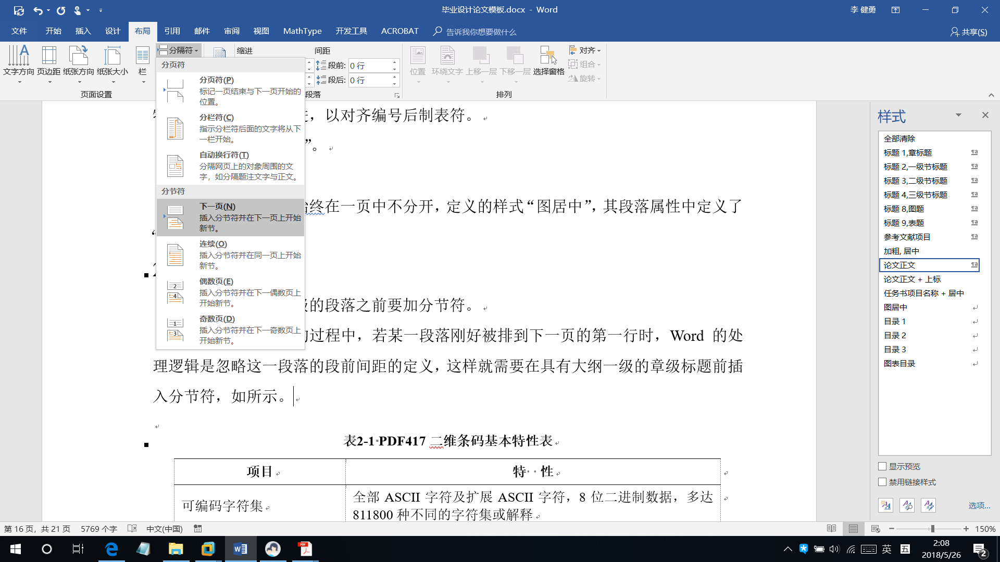 毕业设计论文模板.docx - Word
李 健勇
文件 开始 插入 设计 布局 引用 邮件 审阅 视图 MathType 开发工具 ACROBAT 告诉我你想要做什么 共享(S)
文字方向 页边距 纸张方向 纸张大小 栏
分隔符
页面设置
缩进 间距
段前: 0 行
段后: 0 行
段落
位置 环绕文字 上移一层 下移一层 选择窗格
对齐
组合
旋转
排列
分页符
分页符(P)
标记一页结束与下一页开始的
位置。
分栏符(C)
指示分栏符后面的文字将从下
一栏开始。
自动换行符(T)
分隔网页上的对象周围的文
字，如分隔题注文字与正文。
分节符
下一页(N)
插入分节符并在下一页上开始
新节。
连续(O)
插入分节符并在同一页上开始
新节。
偶数页(E)
插入分节符并在下一偶数页上
开始新节。
奇数页(D)
插入分节符并在下一奇数页上
开始新节。
，以对齐编号后制表符。
”。
终在一页中不分开，定义的样式“图居中”，其段落属性中定义了
“
2
的段落之前要加分节符。
过程中，若某一段落刚好被排到下一页的第一行时，Word 的处
理逻辑是忽略这一段落的段前间距的定义，这样就需要在具有大纲一级的章级标题前插
入分节符，如所示。
表2-1 PDF417 二维条码基本特性表
项目 特 性
可编码字符集 全部 ASCII 字符及扩展 ASCII 字符，8 位二进制数据，多达
811800 种不同的字符集或解释
样式
全部清除
标题 1,章标题
标题 2,一级节标题
标题 3,二级节标题
标题 4,三级节标题
标题 8,图题
标题 9,表题
参考文献项目
加粗, 居中
论文正文
论文正文 + 上标
任务书项目名称 + 居中
图居中
目录 1
目录 2
目录 3
图表目录
显示预览
禁用链接样式
选项...
第 16 页，共 21 页 5769 个字 中文(中国) 150%
英 五
2:08
2018/5/26
2